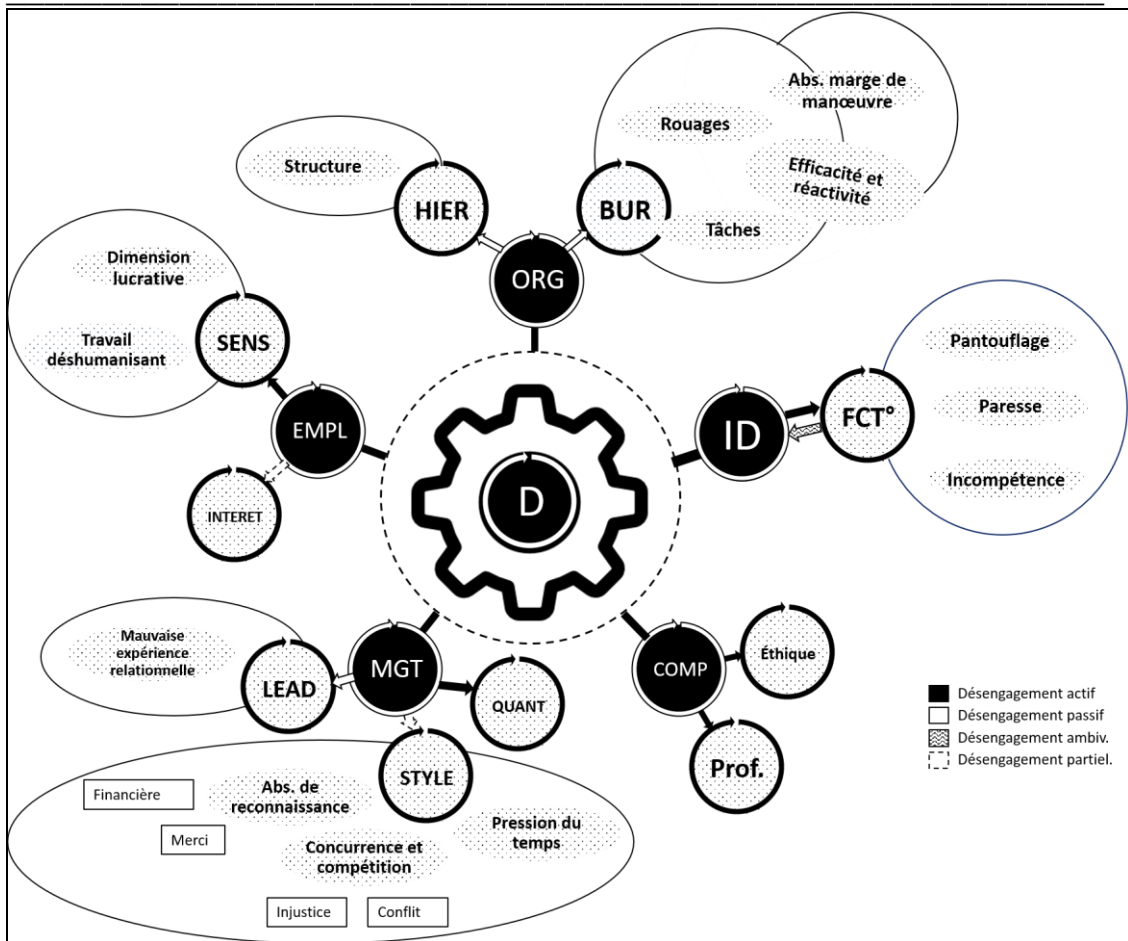 Abs. marge de
manœuvre
Rouages
Structure
Efficacité et
réactivité
HIER
BUR
Tâches
Dimension
lucrative
ORG
Travail
déshumanisant
SENS
Pantouflage
EMPL
ID
FCT°
Paresse
Incompétence
D
INTERET
Mauvaise
expérience
relationnelle
LEAD
MGT
QUANT
COMP
Éthique
Prof.
STYLE
Désengagement actif
Désengagement passif
Désengagement ambiv.
Désengagement partiel.
Financière
Abs. de
reconnaissance
Merci
Pression du
temps
Concurrence et
compétition
Injustice
Conflit